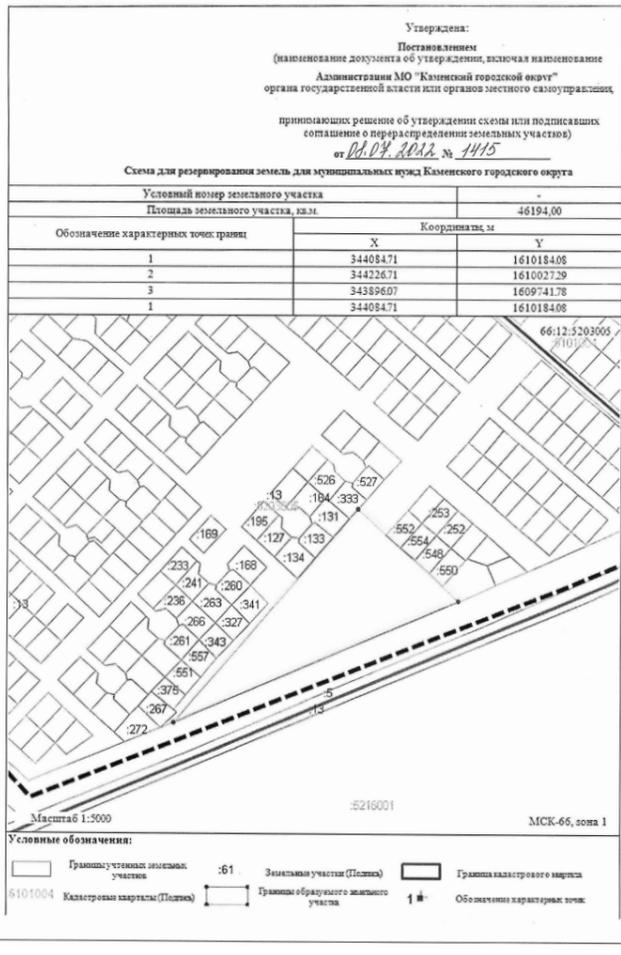 Утверждена:
Постановлением
(наименование документа об утверждении, включая наименование
Администрации МО "Каменский городской округ"
органа государственной власти или органов местного самоуправления,
принимающих решение об утверждении схемы или подписавших
соглашение о перераспределении земельных участков)
от 08.07.2022 № 1415
Схема для резервирования земель для муниципальных нужд Каменского городского округа
Условный номер земельного участка -
Площадь земельного участка, кв.м. 46194,00
Обозначение характерных точек границ Координаты, м
X Y
1 344084.71 1610184.08
2 344226.71 1610027.29
3 343896.07 1609741.78
1 344084.71 1610184.08
66:12:5203005
:6101004
:526 :527
:13 :184 :333
:195 :131
:127 :133
:134
:169
:253
:552 :252
:554
:548
:550
:233 :168
:241 :260
:236 :263 :341
:266 :327
:261 :343
:557
:551
:375
:267
:272
:13
:5
:13
:6216001
Масштаб 1:5000 МСК-66, зона 1
Условные обозначения:
Границы учтенных земельных участков
:61 Земельные участки (Подпись)
Граница кадастрового квартала
6101004 Кадастровые кварталы (Подпись)
Границы образуемого земельного участка
1 Обозначение характерных точек